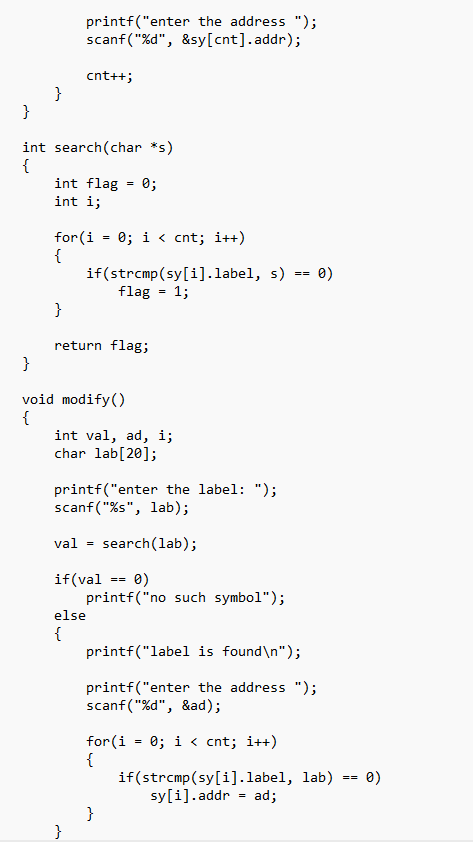 printf("enter the address ");
        scanf("%d", &sy[cnt].addr);

        cnt++;
    }
}

int search(char *s)
{
    int flag = 0;
    int i;

    for(i = 0; i < cnt; i++)
    {
        if(strcmp(sy[i].label, s) == 0)
            flag = 1;
    }

    return flag;
}

void modify()
{
    int val, ad, i;
    char lab[20];

    printf("enter the label: ");
    scanf("%s", lab);

    val = search(lab);

    if(val == 0)
        printf("no such symbol");
    else
    {
        printf("label is found\n");

        printf("enter the address ");
        scanf("%d", &ad);

        for(i = 0; i < cnt; i++)
        {
            if(strcmp(sy[i].label, lab) == 0)
                sy[i].addr = ad;
        }
    }